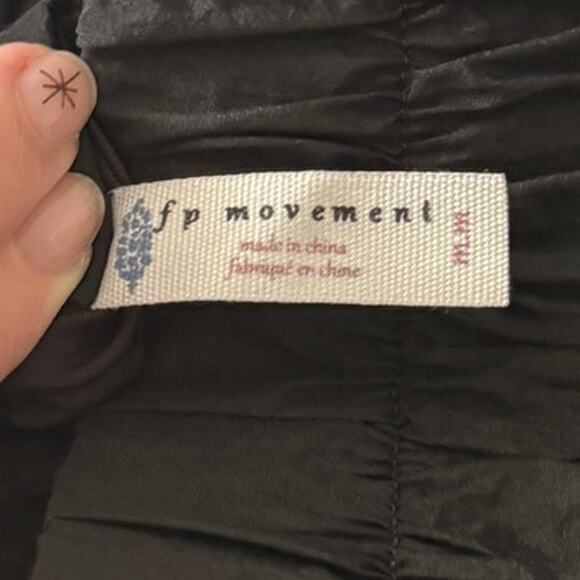 fp movement
made in china
fabriqué en chine
m.m